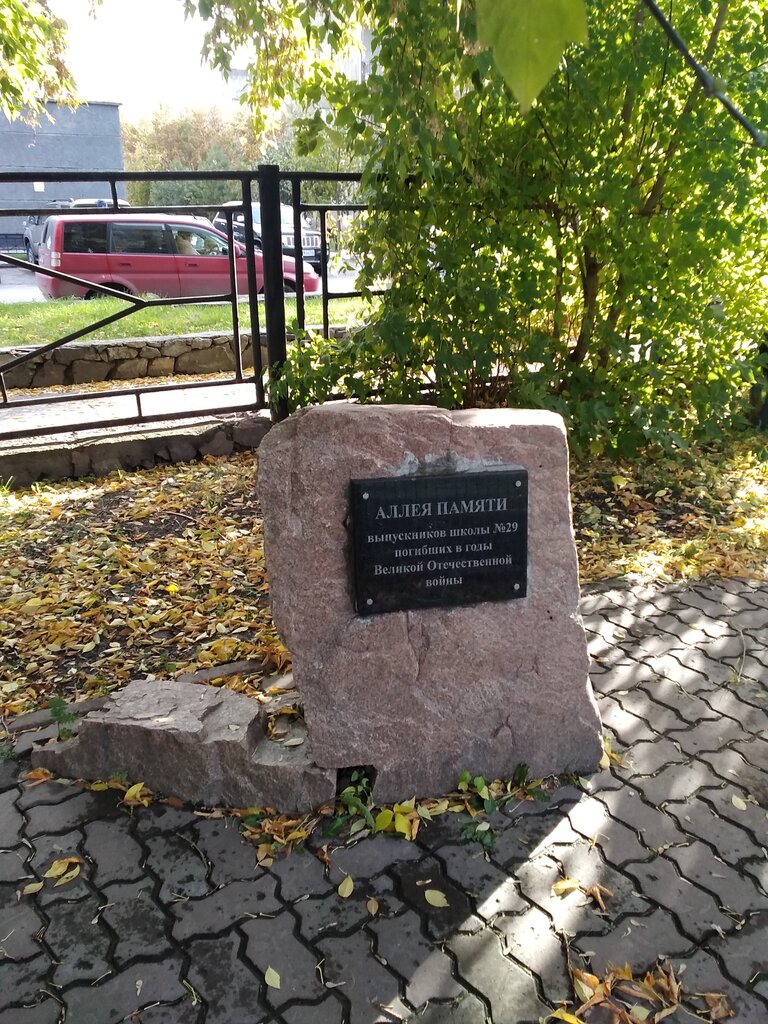 АЛЛЕЯ ПАМЯТИ
выпускников школы №29
погибших в годы
Великой Отечественной
войны